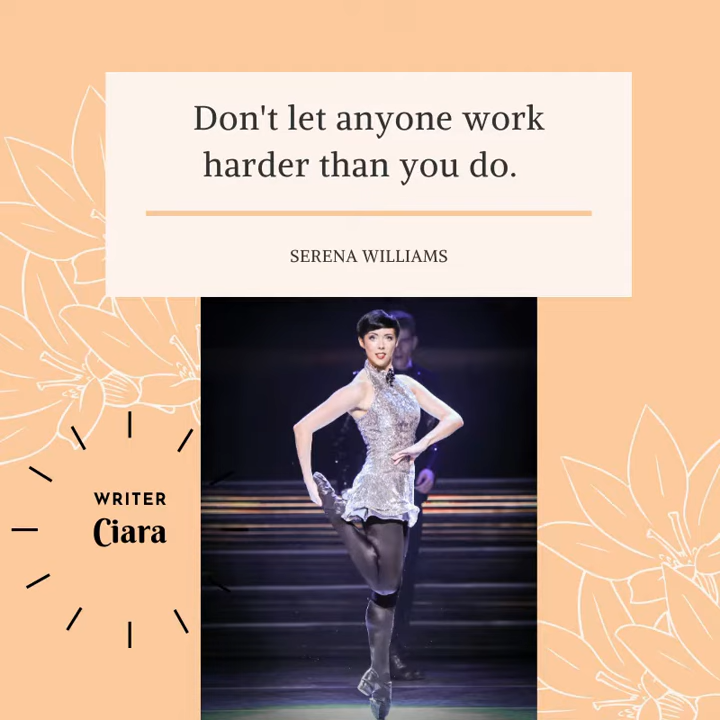 Don't let anyone work
harder than you do.
SERENA WILLIAMS
WRITER
Ciara